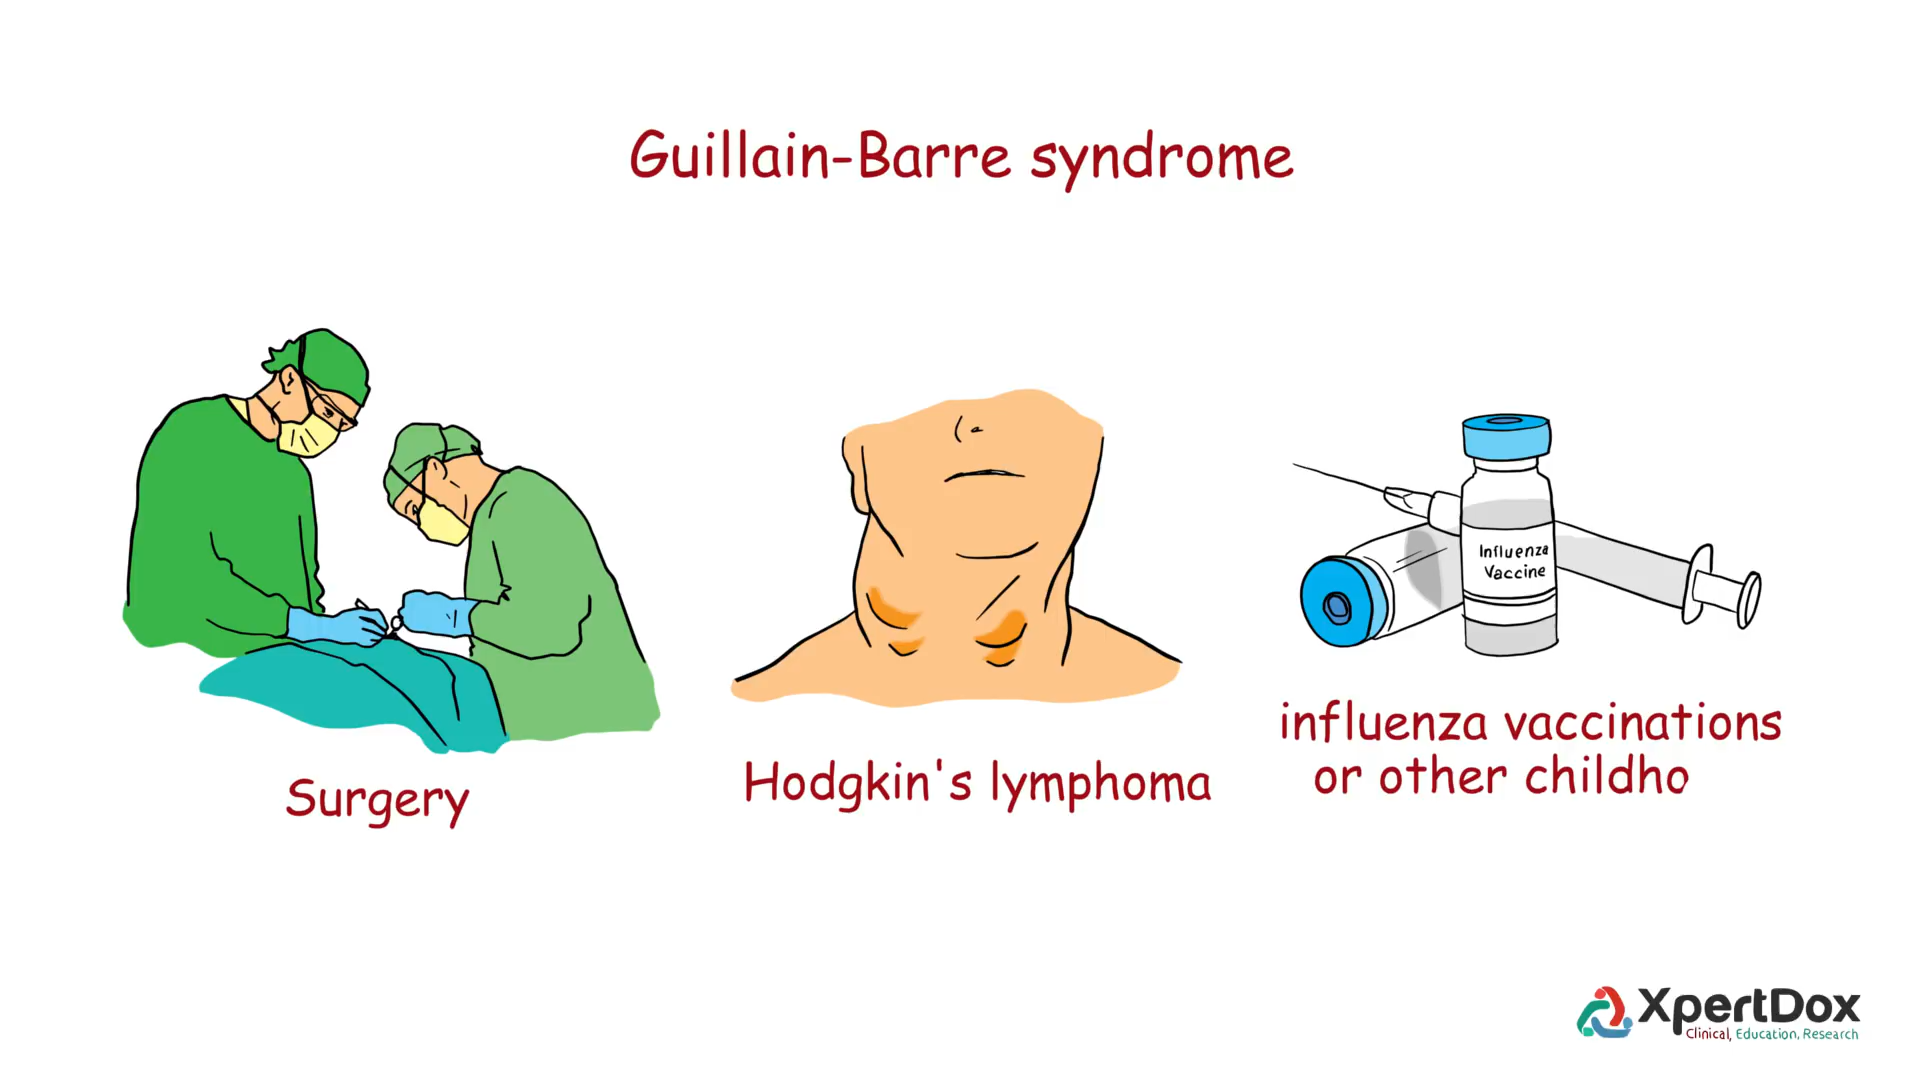 Guillain-Barre syndrome
Influenza
Vaccine
Surgery
Hodgkin's lymphoma
influenza vaccinations
or other childho
XpertDox
Clinical, Education, Research